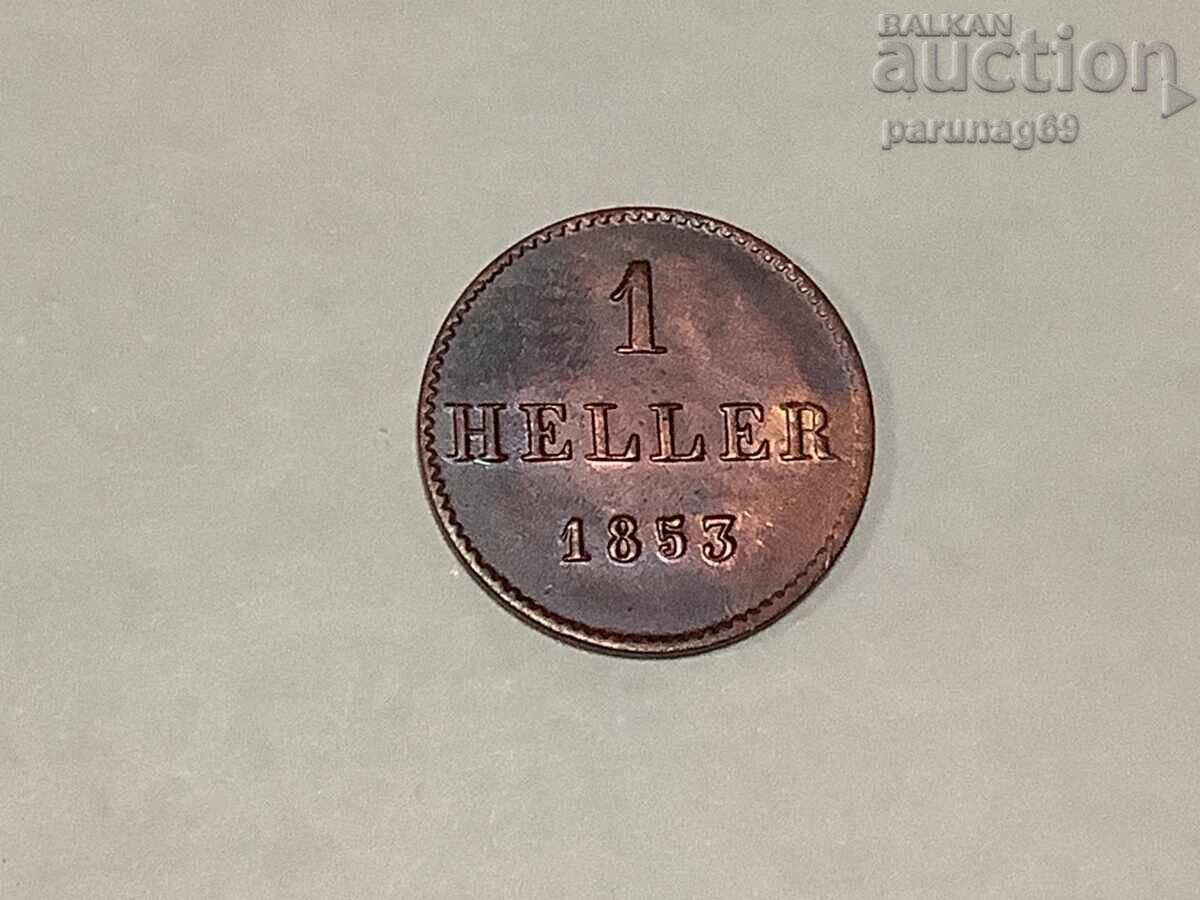 BALKAN
auction
parunag69
1
HELLER
1853